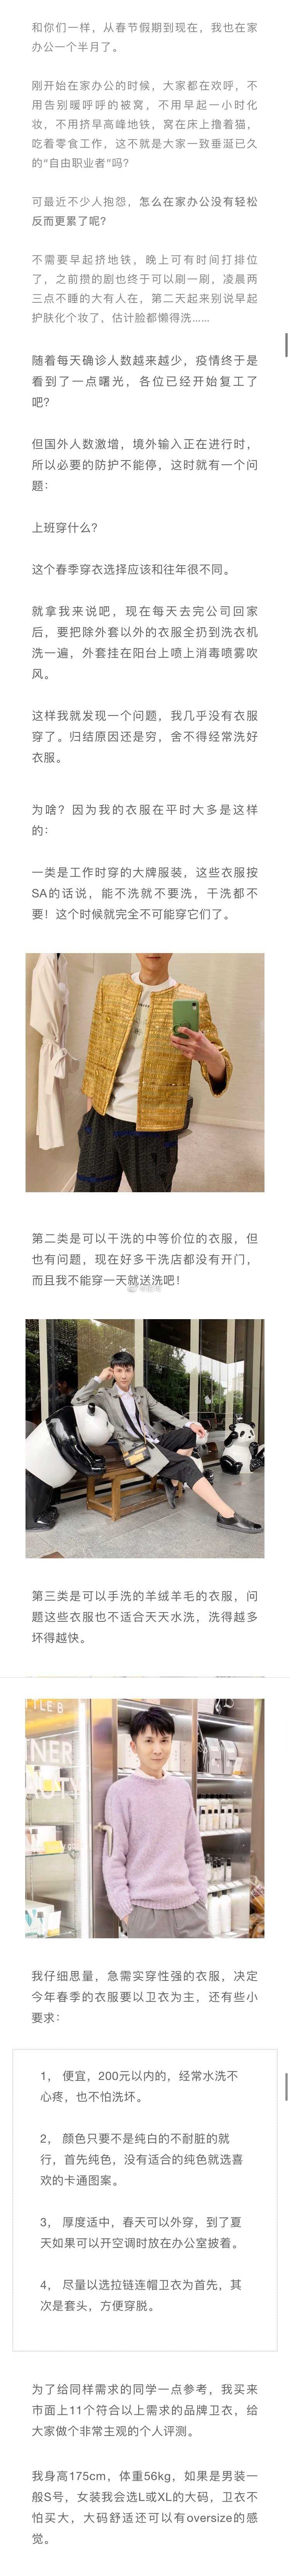 和你们一样，从春节假期到现在，我也在家
办公一个半月了。
刚开始在家办公的时候，大家都在欢呼，不
用告别暖呼呼的被窝，不用早起一小时化
妆，不用挤早高峰地铁，窝在床上撸着猫，
吃着零食工作，这不就是大家一致垂涎已久
的“自由职业者”吗?
可最近不少人抱怨，怎么在家办公没有轻松
反而更累了呢?
不需要早起挤地铁，晚上可有时间打排位
了，之前攒的剧也终于可以刷一刷，凌晨两
三点不睡的大有人在，第二天起来别说早起
护肤化个妆了，估计脸都懒得洗......
随着每天确诊人数越来越少，疫情终于是
看到了一点曙光，各位已经开始复工了
吧?
但国外人数激增，境外输入正在进行时，
所以必要的防护不能停，这时就有一个问
题：
上班穿什么?
这个春季穿衣选择应该和往年很不同。
就拿我来说吧，现在每天去完公司回家
后，要把除外套以外的衣服全扔到洗衣机
洗一遍，外套挂在阳台上喷上消毒喷雾吹
风。
这样我就发现一个问题，我几乎没有衣服
穿了。归结原因还是穷，舍不得经常洗好
衣服。
为啥？因为我的衣服在平时大多是这样
的：
一类是工作时穿的大牌服装，这些衣服按
SA的话说，能不洗就不要洗，干洗都不
要！这个时候就完全不可能穿它们了。
第二类是可以干洗的中等价位的衣服，但
也有问题，现在好多干洗店都没有开门，
而且我不能穿一天就送洗吧！
第三类是可以手洗的羊绒羊毛的衣服，问
题这些衣服也不适合天天水洗，洗得越多
坏得越快。
TLE B
NER
我仔细思量，急需实穿性强的衣服，决定
今年春季的衣服要以卫衣为主，还有些小
要求：
1， 便宜，200元以内的，经常水洗不
心疼，也不怕洗坏。
2， 颜色只要不是纯白的不耐脏的就
行，首先纯色，没有适合的纯色就选喜
欢的卡通图案。
3， 厚度适中，春天可以外穿，到了夏
天如果可以开空调时放在办公室披着。
4， 尽量以选拉链连帽卫衣为首先，其
次是套头，方便穿脱。
为了给同样需求的同学一点参考，我买来
市面上11个符合以上需求的品牌卫衣，给
大家做个非常主观的个人评测。
我身高175cm，体重56kg，如果是男装一
般S号，女装我会选L或XL的大码，卫衣不
怕买大，大码舒适还可以有oversize的感
觉。